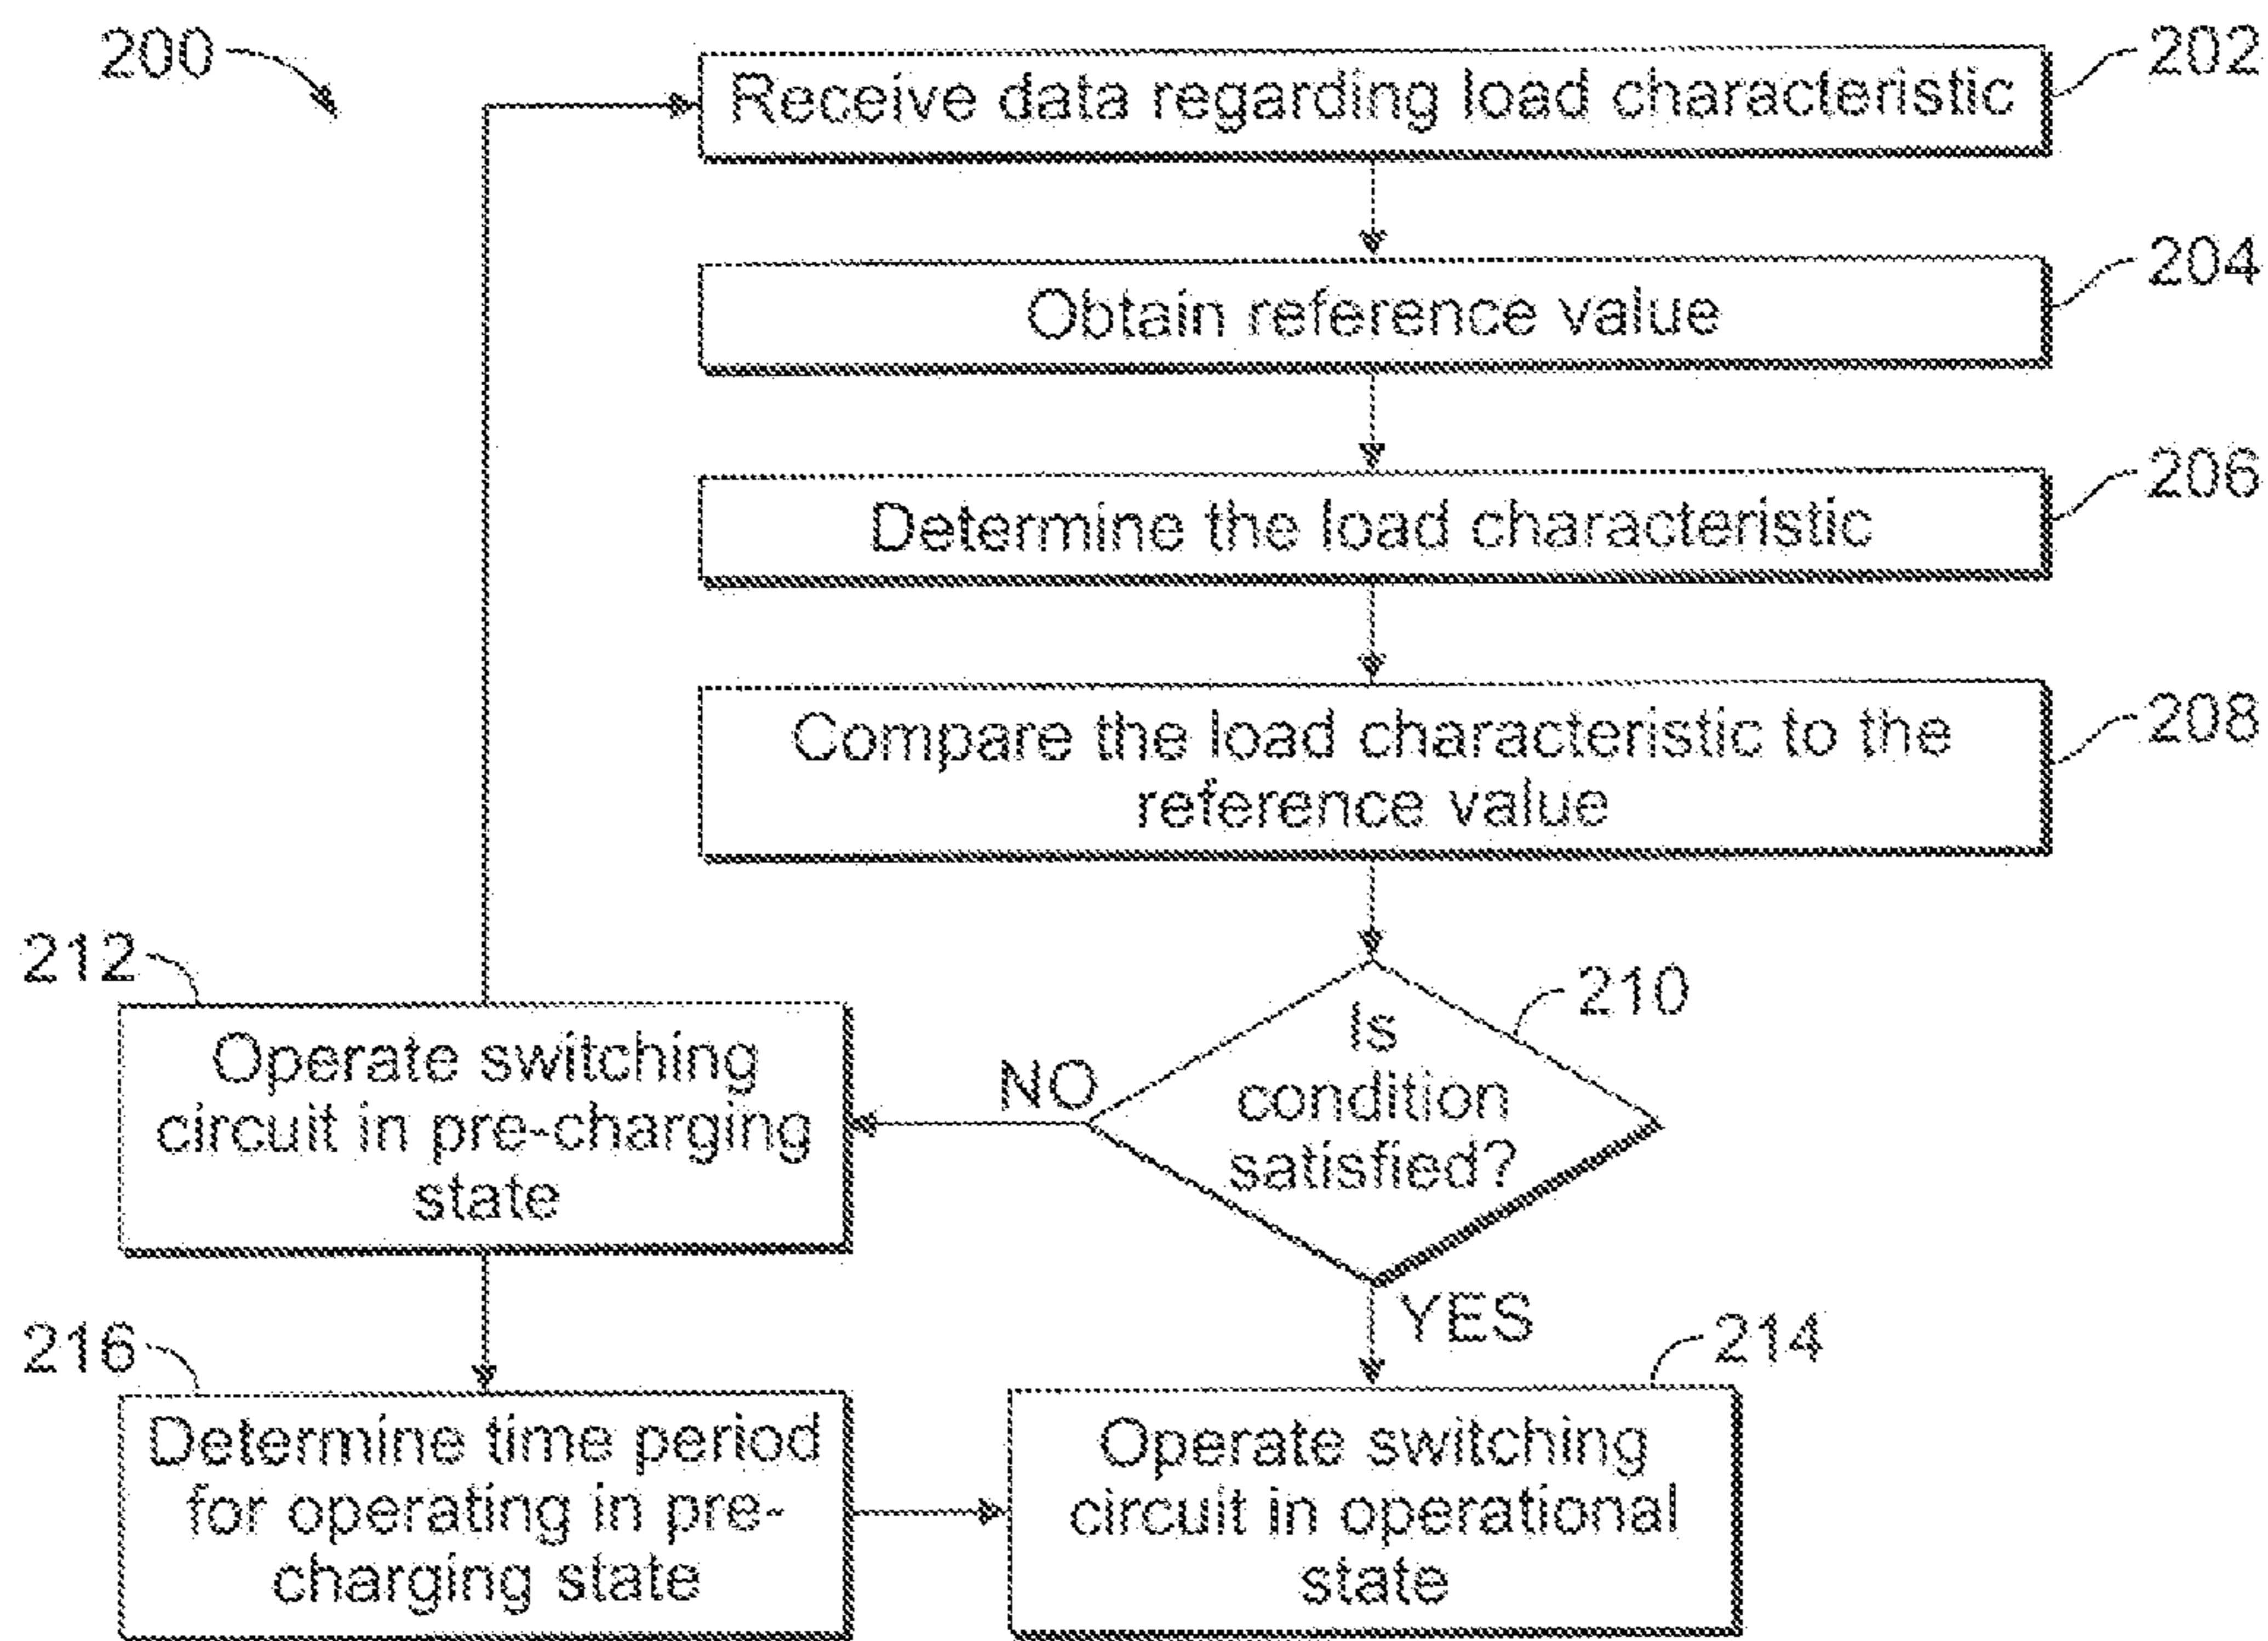 200
202
Receive data regarding load characteristic
204
Obtain reference value
206
Determine the load characteristic
208
Compare the load characteristic to the
reference value
210
Is
condition
satisfied?
NO
YES
212
Operate switching
circuit in pre-charging
state
216
Determine time period
for operating in pre-
charging state
214
Operate switching
circuit in operational
state